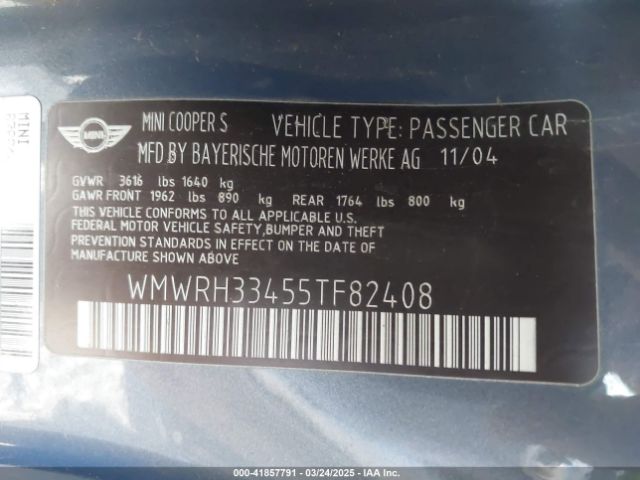 MINI
MINI
MINI COOPER S VEHICLE TYPE: PASSENGER CAR
MFD BY BAYERISCHE MOTOREN WERKE AG 11/04
GVWR 3616 lbs 1640 kg
GAWR FRONT 1962 lbs 890 kg REAR 1764 lbs 800 kg
THIS VEHICLE CONFORMS TO ALL APPLICABLE U.S.
FEDERAL MOTOR VEHICLE SAFETY,BUMPER AND THEFT
PREVENTION STANDARDS IN EFFECT ON THE DATE OF
MANUFACTURE SHOWN ABOVE
WMWRH33455TF82408
000-41857791 - 03/24/2025 - IAA Inc.